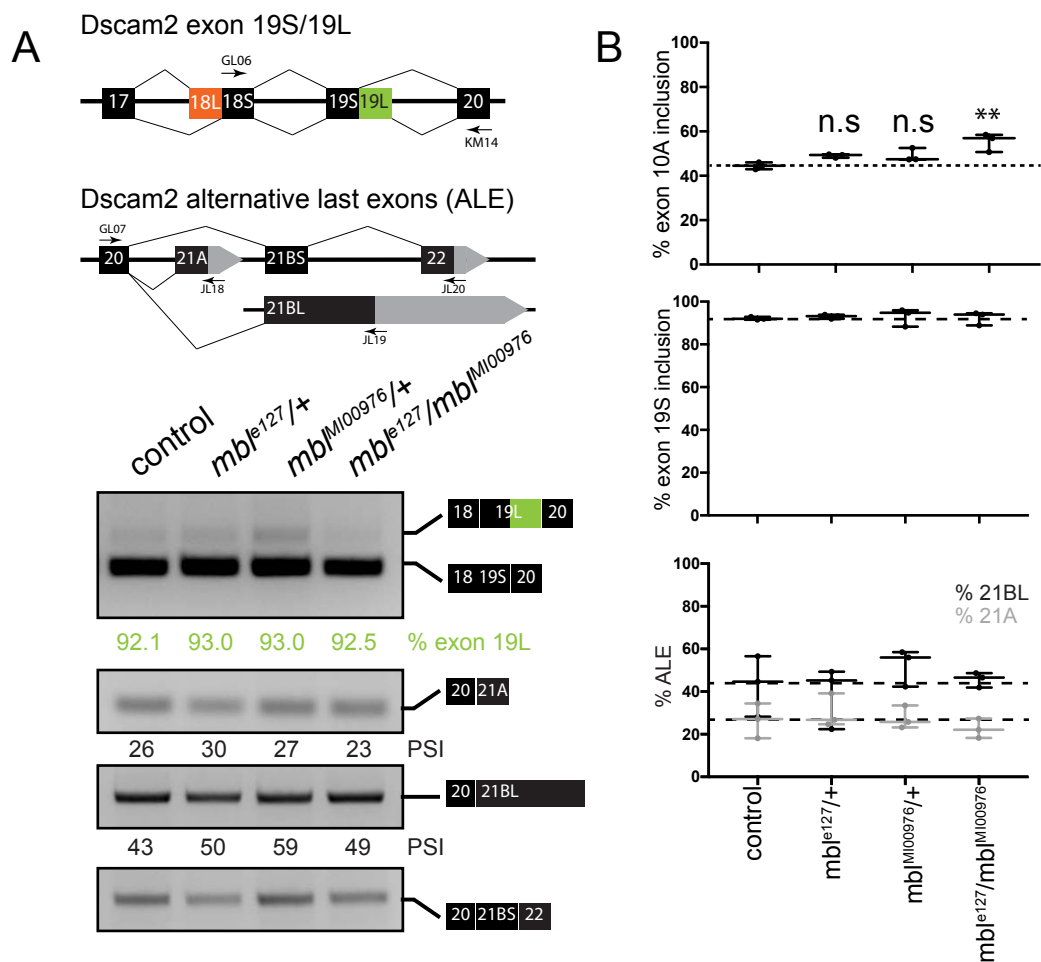 A
Dscam2 exon 19S/19L
GL06
17
18L
18S
19S
19L
20
KM14
Dscam2 alternative last exons (ALE)
GL07
20
21A
21BS
22
JL18
JL20
21BL
JL19
control
mbl^e127/+
mbl^MI00976/+
mbl^e127/mbl^MI00976
18 19L 20
18 19S 20
92.1 93.0 93.0 92.5 % exon 19L
20 21A
26 30 27 23 PSI
20 21BL
43 50 59 49 PSI
20 21BS 22
B
% exon 10A inclusion
100
80
60
40
20
0
n.s
n.s
**
% exon 19S inclusion
100
80
60
40
20
0
% ALE
100
80
60
40
20
0
% 21BL
% 21A
control
mbl^e127/+
mbl^MI00976/+
mbl^e127/mbl^MI00976